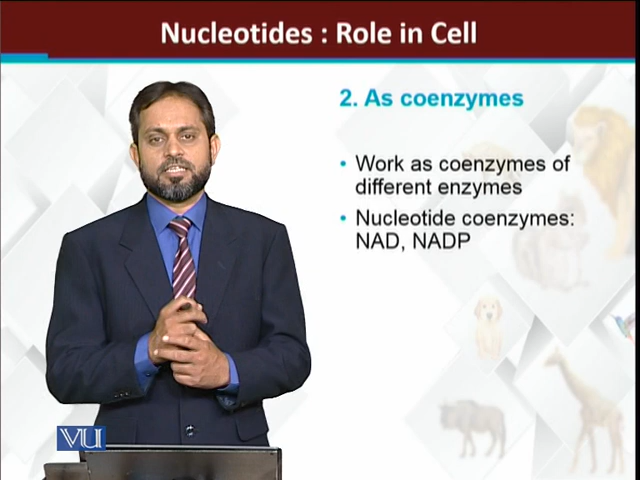 Nucleotides : Role in Cell
2. As coenzymes
• Work as coenzymes of
different enzymes
• Nucleotide coenzymes:
NAD, NADP
VU